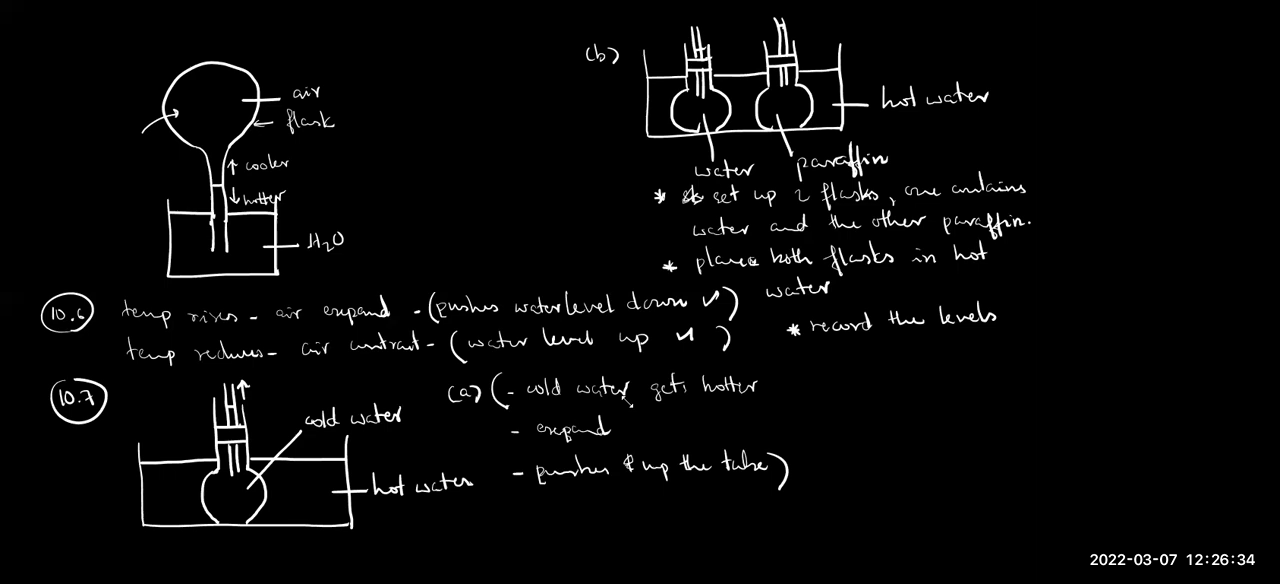 air
flask
↑ cooler
↓ hotter
H₂O
(b)
hot water
water
paraffin
* set up 2 flasks, one contains
water and the other paraffin.
* place both flasks in hot
water
* record the levels
10.6
temp rises - air expand - (pushes water level down ✓)
temp reduces - air contract - (water level up ✓)
10.7
cold water
hot water
(a) (- cold water gets hotter
- expand
- pushes up the tube)
2022-03-07 12:26:34